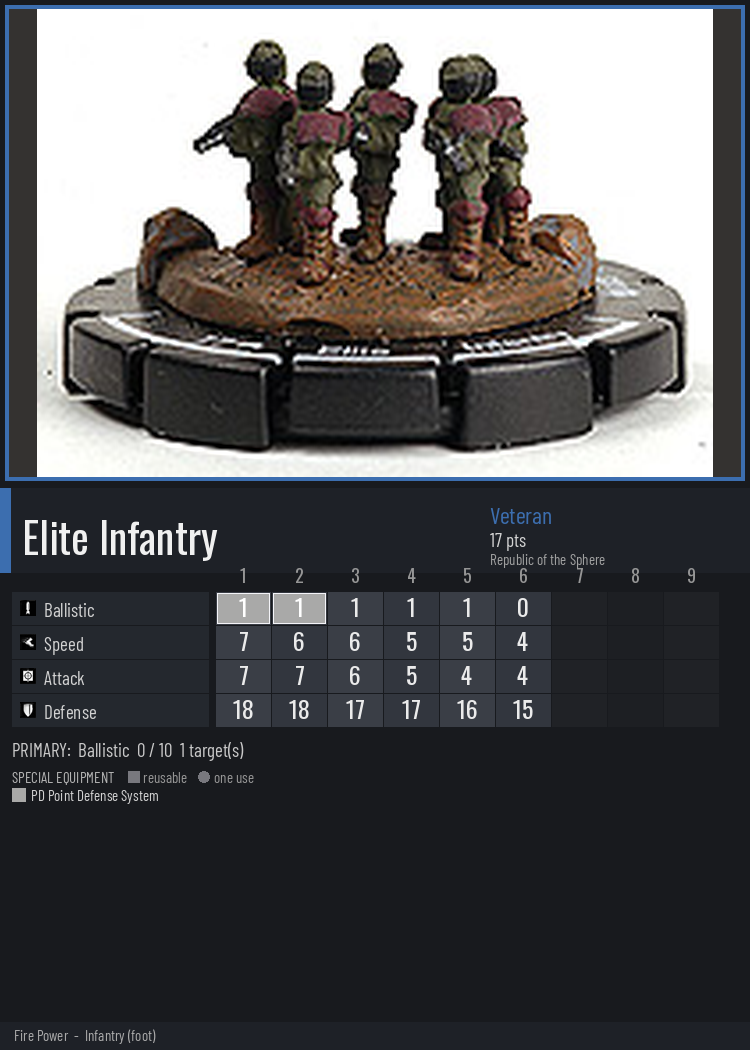 Elite
Elite Infantry
Veteran
17 pts
Republic of the Sphere
1 2 3 4 5 6 7 8 9
Ballistic 1 1 1 1 1 0
Speed 7 6 6 5 5 4
Attack 7 7 6 5 4 4
Defense 18 18 17 17 16 15
PRIMARY: Ballistic 0 / 10 1 target(s)
SPECIAL EQUIPMENT reusable one use
PD Point Defense System
Fire Power - Infantry (foot)